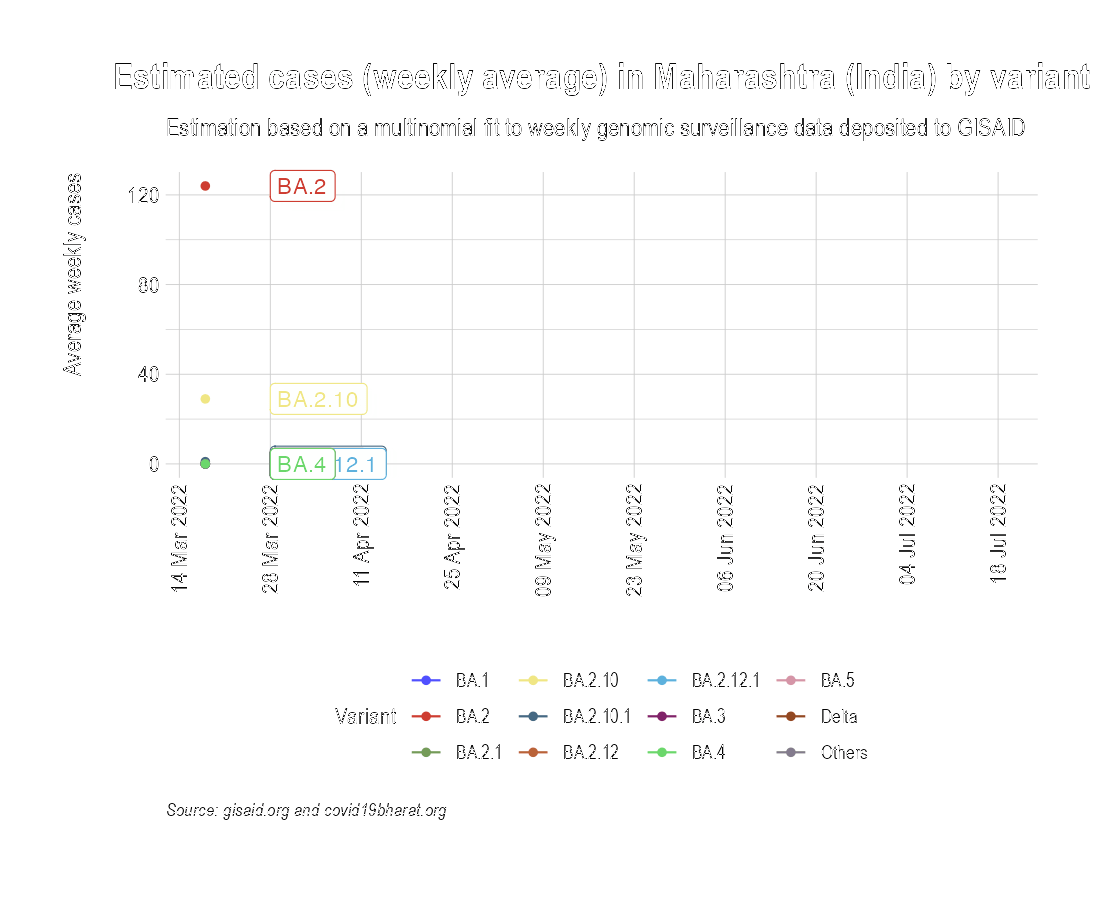 Estimated cases (weekly average) in Maharashtra (India) by variant
Estimation based on a multinomial fit to weekly genomic surveillance data deposited to GISAID
Average weekly cases
120
80
40
0
BA.2
BA.2.10
BA.4
12.1
14 Mar 2022
28 Mar 2022
11 Apr 2022
25 Apr 2022
09 May 2022
23 May 2022
06 Jun 2022
20 Jun 2022
04 Jul 2022
18 Jul 2022
Variant
BA.1
BA.2.10
BA.2.12.1
BA.5
BA.2
BA.2.10.1
BA.3
Delta
BA.2.1
BA.2.12
BA.4
Others
Source: gisaid.org and covid19bharat.org